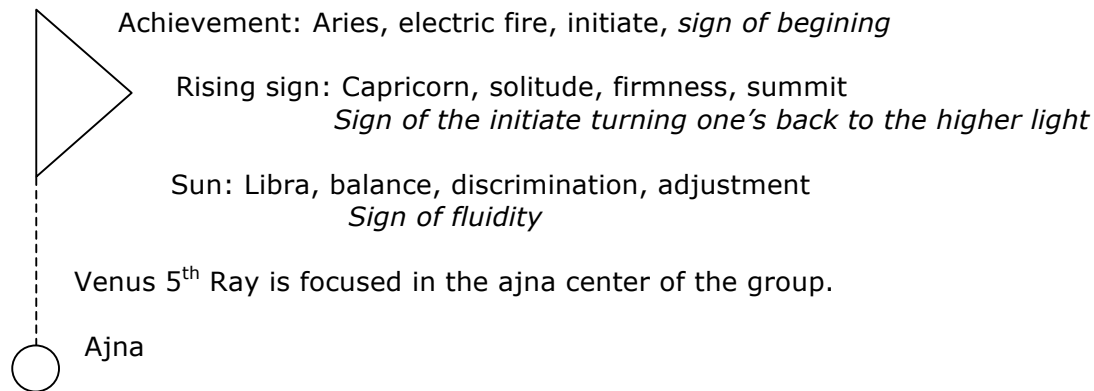 Achievement: Aries, electric fire, initiate, sign of begining
Rising sign: Capricorn, solitude, firmness, summit
Sign of the initiate turning one's back to the higher light
Sun: Libra, balance, discrimination, adjustment
Sign of fluidity
Venus 5th Ray is focused in the ajna center of the group.
Ajna